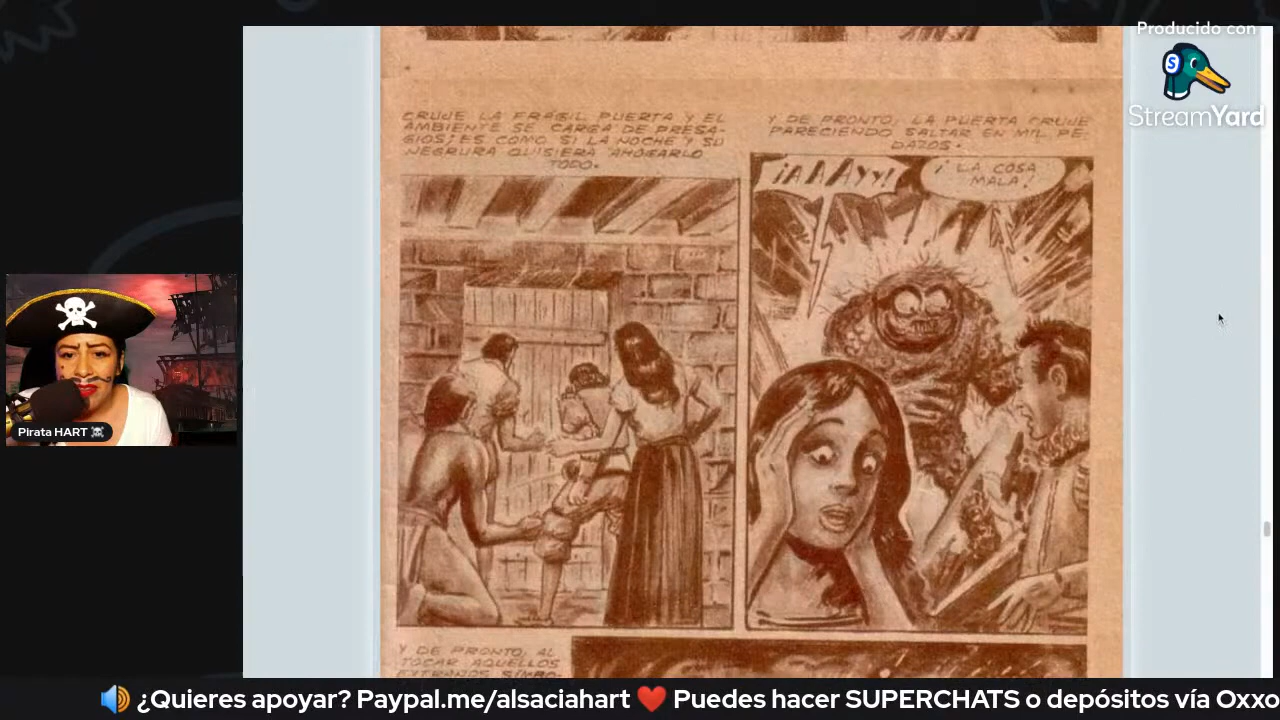 Producido con
StreamYard
CRUJE LA FRÁGIL PUERTA Y EL
AMBIENTE SE CARGA DE PRESA-
GIOS; ES COMO SI LA NOCHE Y SU
NEGRURA QUISIERA AHOGARLO
TODO.
Y DE PRONTO, LA PUERTA CRUJE
PARECIENDO SALTAR EN MIL PE-
DAZOS.
¡AAAYY!
¡LA COSA
MALA!
Pirata HART ☠️
Y DE PRONTO, AL
TOCAR AQUELLOS
EXTRAÑOS SÍMBO-
🔊 ¿Quieres apoyar? Paypal.me/alsaciahart ❤️ Puedes hacer SUPERCHATS o depósitos vía Oxxo